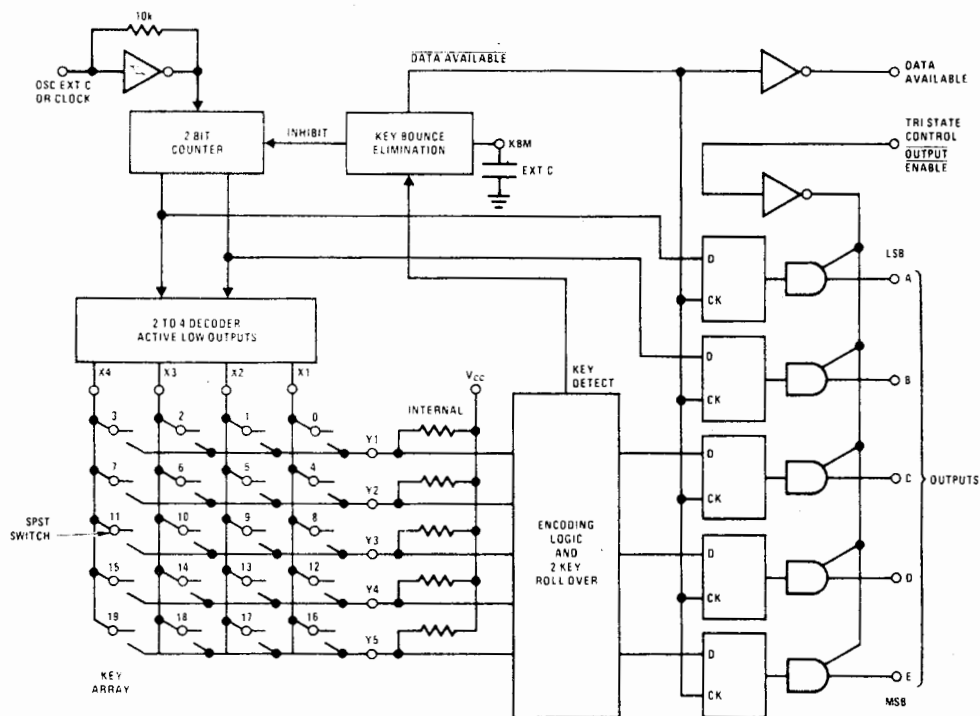 10k
OSC EXT C
OR CLOCK
2 BIT
COUNTER
INHIBIT
DATA AVAILABLE
KEY BOUNCE
ELIMINATION
KBM
EXT C
DATA
AVAILABLE
TRI STATE
CONTROL
OUTPUT
ENABLE
2 TO 4 DECODER
ACTIVE LOW OUTPUTS
X4 X3 X2 X1
VCC
INTERNAL
KEY
DETECT
3 2 1 0 Y1
7 6 5 4 Y2
11 10 9 8 Y3
15 14 13 12 Y4
19 18 17 16 Y5
SPST
SWITCH
KEY
ARRAY
ENCODING
LOGIC
AND
2 KEY
ROLL OVER
D
CK
LSB
A
D
CK
B
D
CK
C
OUTPUTS
D
CK
D
D
CK
E
MSB